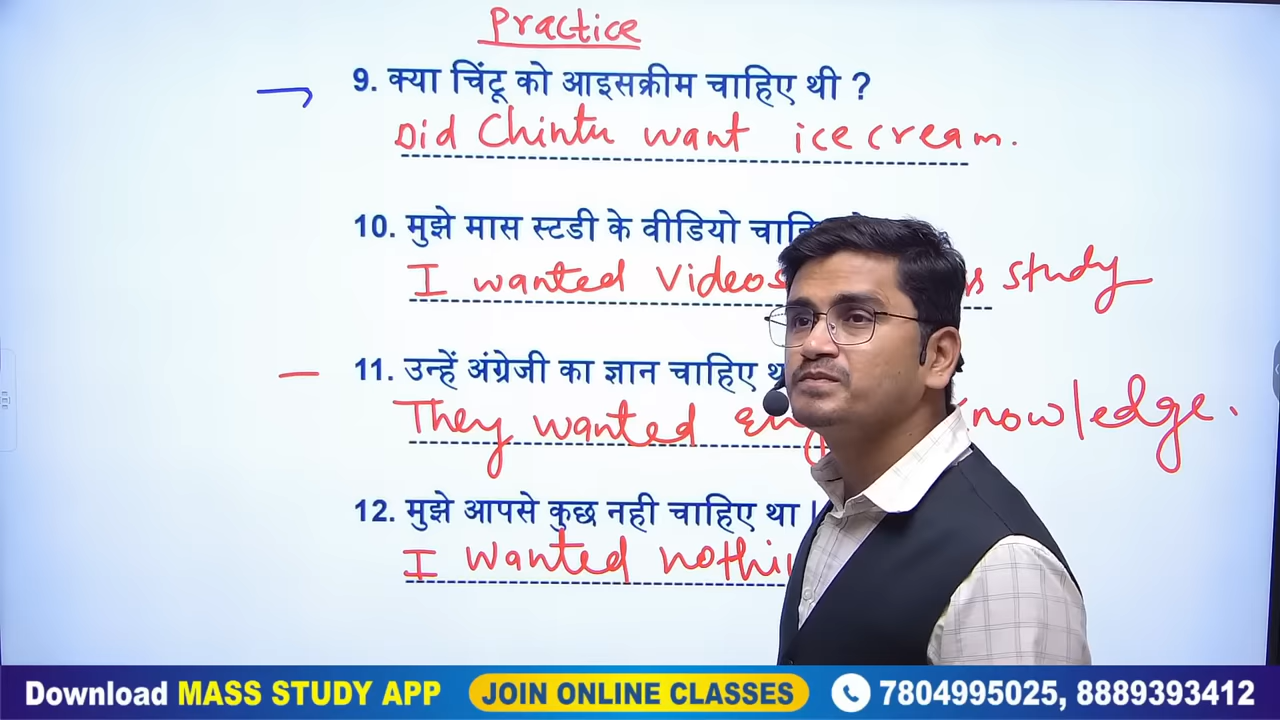 Practice
9. क्या चिंटू को आइसक्रीम चाहिए थी ?
Did Chintu want ice cream.
10. मुझे मास स्टडी के वीडियो
I wanted Videos study
11. उन्हें अंग्रेजी का ज्ञान चाहिए
They wanted knowledge.
12. मुझे आपसे कुछ नही चाहिए था |
I wanted
Download MASS STUDY APP JOIN ONLINE CLASSES 7804995025, 8889393412